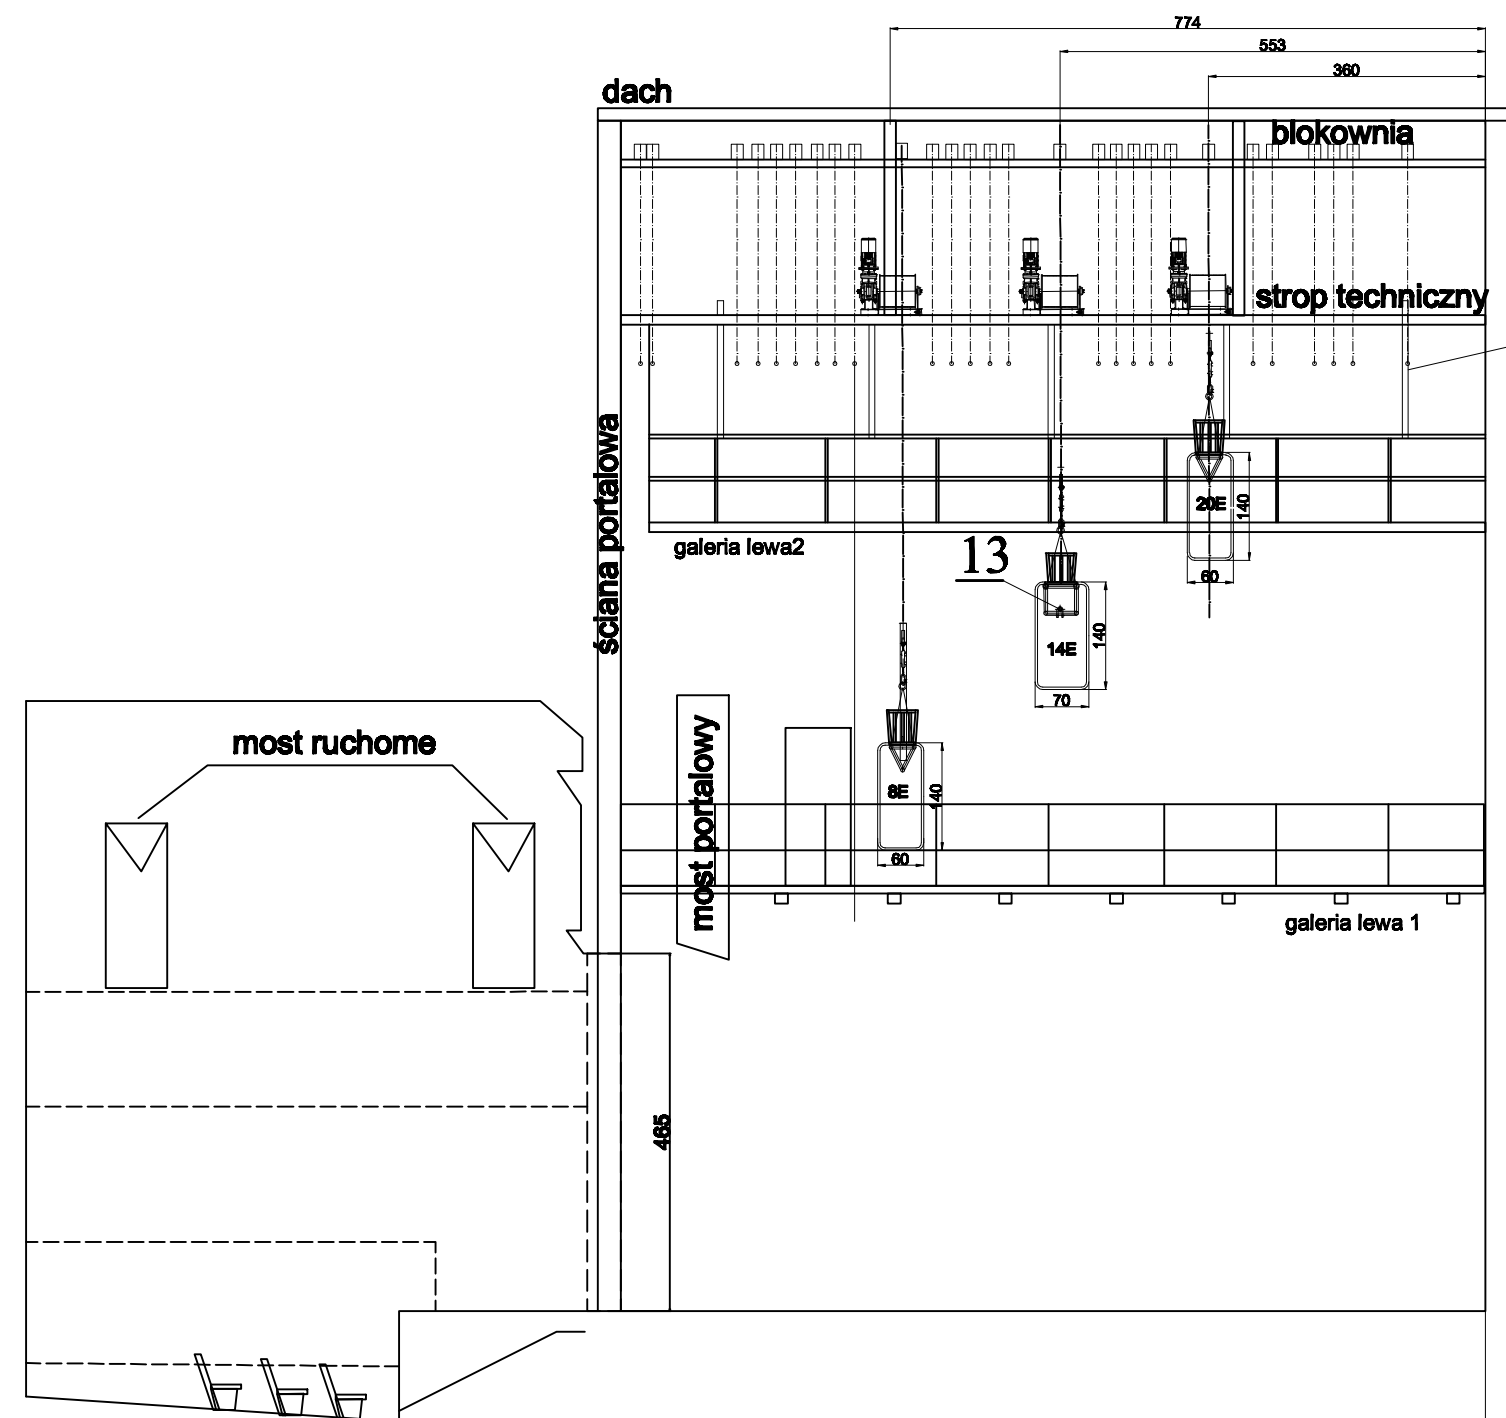 774
553
360
dach
blokownia
strop techniczny
ściana portalowa
20E
140
60
galeria lewa2
13
14E
140
70
most ruchome
most portalowy
8E
140
60
galeria lewa 1
465